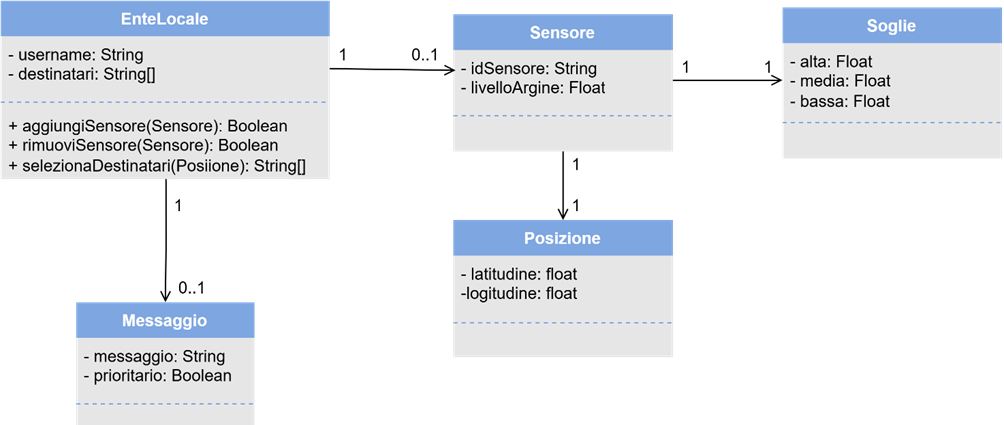 EnteLocale
- username: String
- destinatari: String[]
+ aggiungiSensore(Sensore): Boolean
+ rimuoviSensore(Sensore): Boolean
+ selezionaDestinatari(Posiione): String[]
1
0..1
Sensore
- idSensore: String
- livelloArgine: Float
1
1
Soglie
- alta: Float
- media: Float
- bassa: Float
1
1
Posizione
- latitudine: float
-logitudine: float
1
0..1
Messaggio
- messaggio: String
- prioritario: Boolean